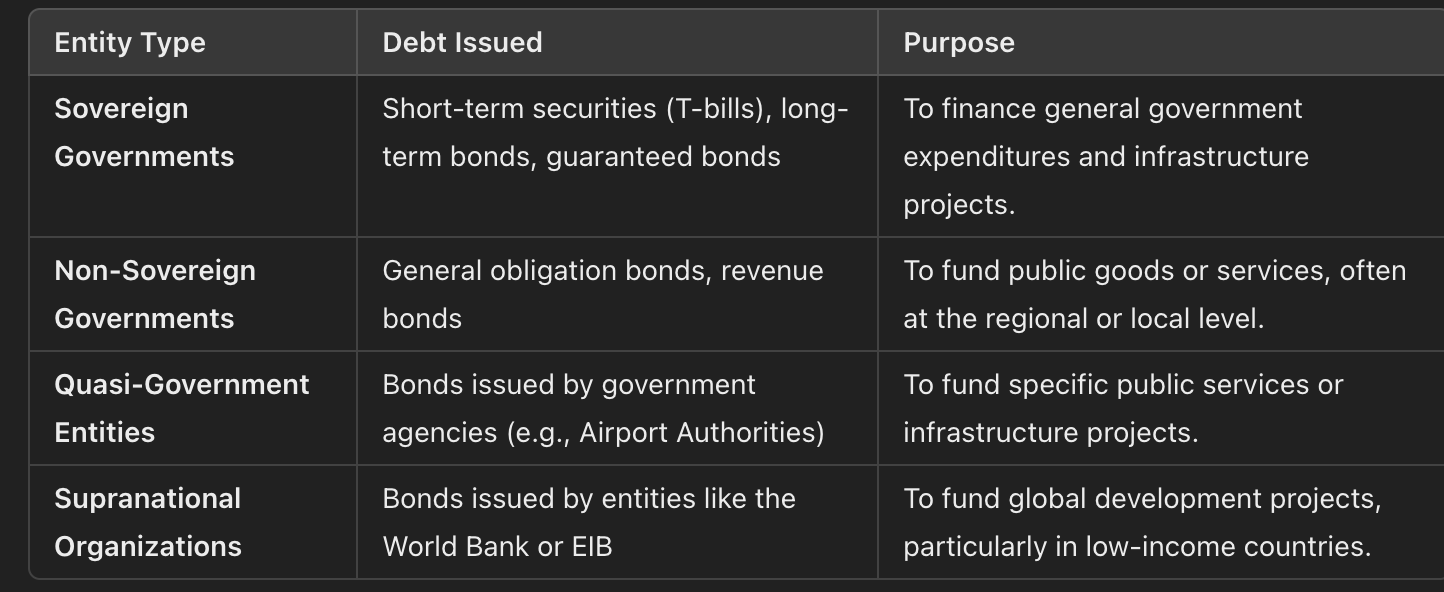 Entity Type Debt Issued Purpose
Sovereign Short-term securities (T-bills), long- To finance general government
Governments term bonds, guaranteed bonds expenditures and infrastructure
projects.
Non-Sovereign General obligation bonds, revenue To fund public goods or services, often
Governments bonds at the regional or local level.
Quasi-Government Bonds issued by government To fund specific public services or
Entities agencies (e.g., Airport Authorities) infrastructure projects.
Supranational Bonds issued by entities like the To fund global development projects,
Organizations World Bank or EIB particularly in low-income countries.